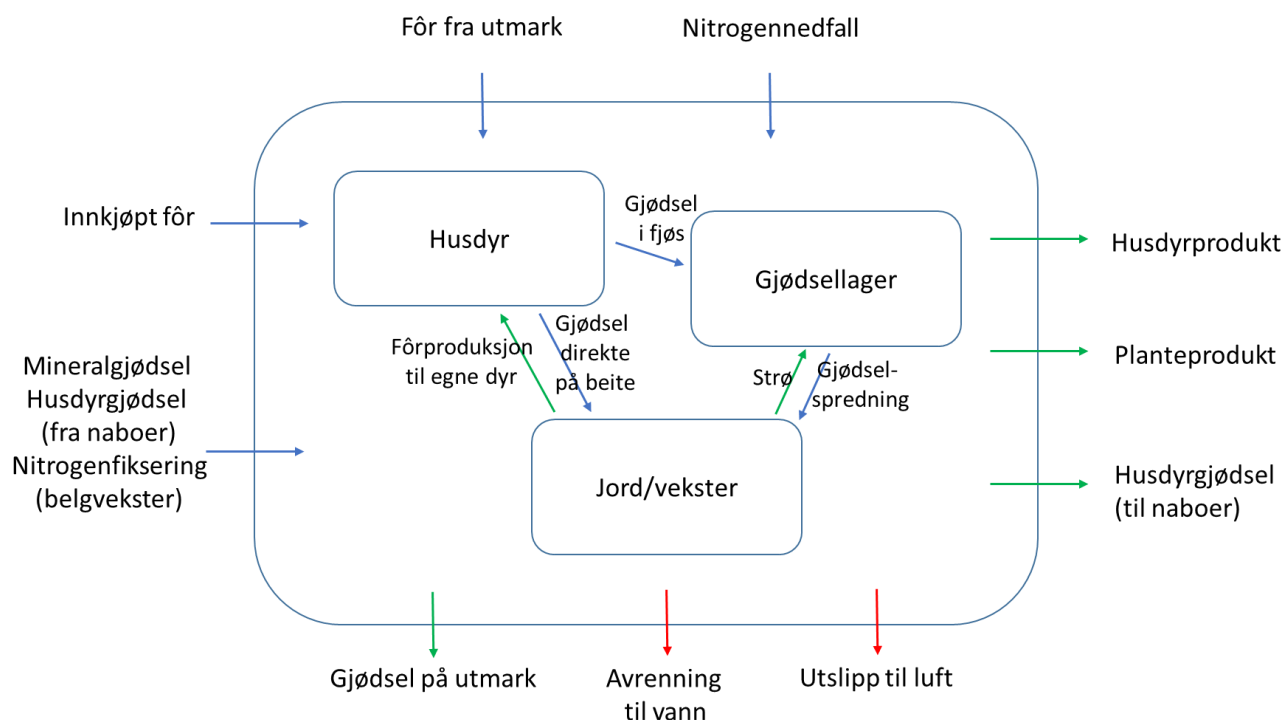 Fôr fra utmark
Nitrogennedfall
Innkjøpt fôr
Husdyr
Gjødsel
i fjøs
Gjødsellager
Husdyrprodukt
Fôrproduksjon
til egne dyr
Gjødsel
direkte
på beite
Strø
Gjødsel-
spredning
Planteprodukt
Mineralgjødsel
Husdyrgjødsel
(fra naboer)
Nitrogenfiksering
(belgvekster)
Jord/vekster
Husdyrgjødsel
(til naboer)
Gjødsel på utmark
Avrenning
til vann
Utslipp til luft